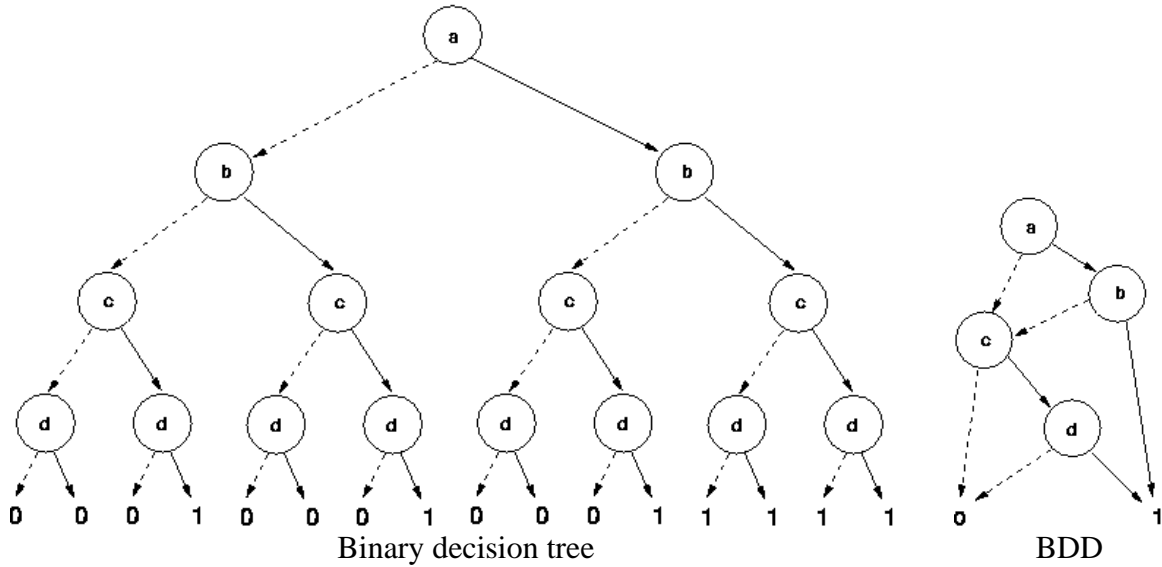 a
b b
a
c c c c b
c
d d d d d d d d d
0 0 0 1 0 0 0 1 0 0 0 1 1 1 1 1 0 1
Binary decision tree BDD